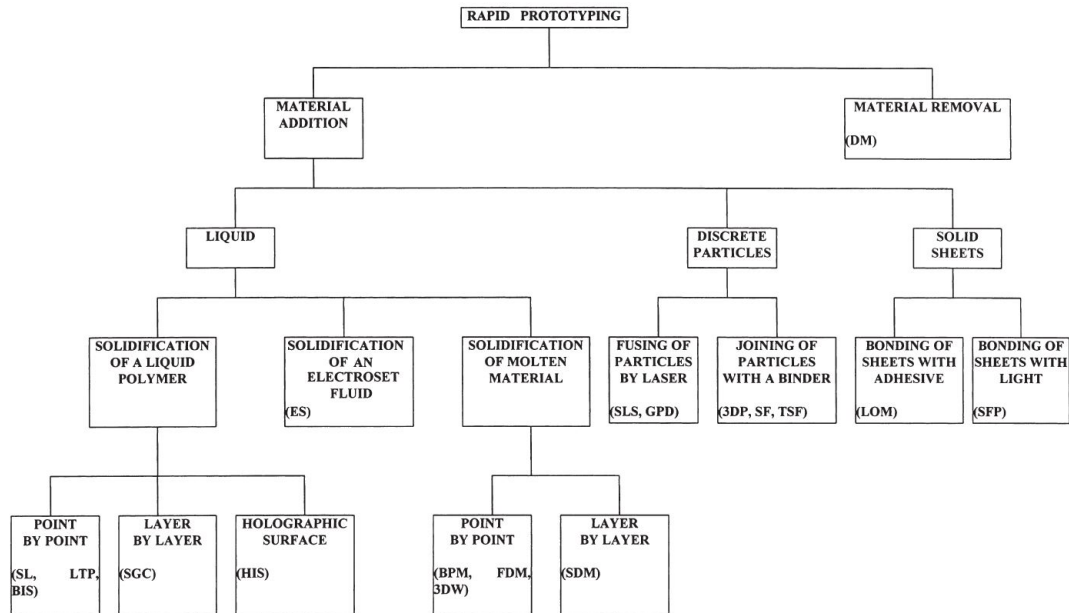 RAPID PROTOTYPING
MATERIAL
ADDITION
MATERIAL REMOVAL
(DM)
LIQUID
DISCRETE
PARTICLES
SOLID
SHEETS
SOLIDIFICATION
OF A LIQUID
POLYMER
SOLIDIFICATION
OF AN
ELECTROSET
FLUID
(ES)
SOLIDIFICATION
OF MOLTEN
MATERIAL
FUSING OF
PARTICLES
BY LASER
(SLS, GPD)
JOINING OF
PARTICLES
WITH A BINDER
(3DP, SF, TSF)
BONDING OF
SHEETS WITH
ADHESIVE
(LOM)
BONDING OF
SHEETS WITH
LIGHT
(SFP)
POINT
BY POINT
(SL, LTP,
BIS)
LAYER
BY LAYER
(SGC)
HOLOGRAPHIC
SURFACE
(HIS)
POINT
BY POINT
(BPM, FDM,
3DW)
LAYER
BY LAYER
(SDM)